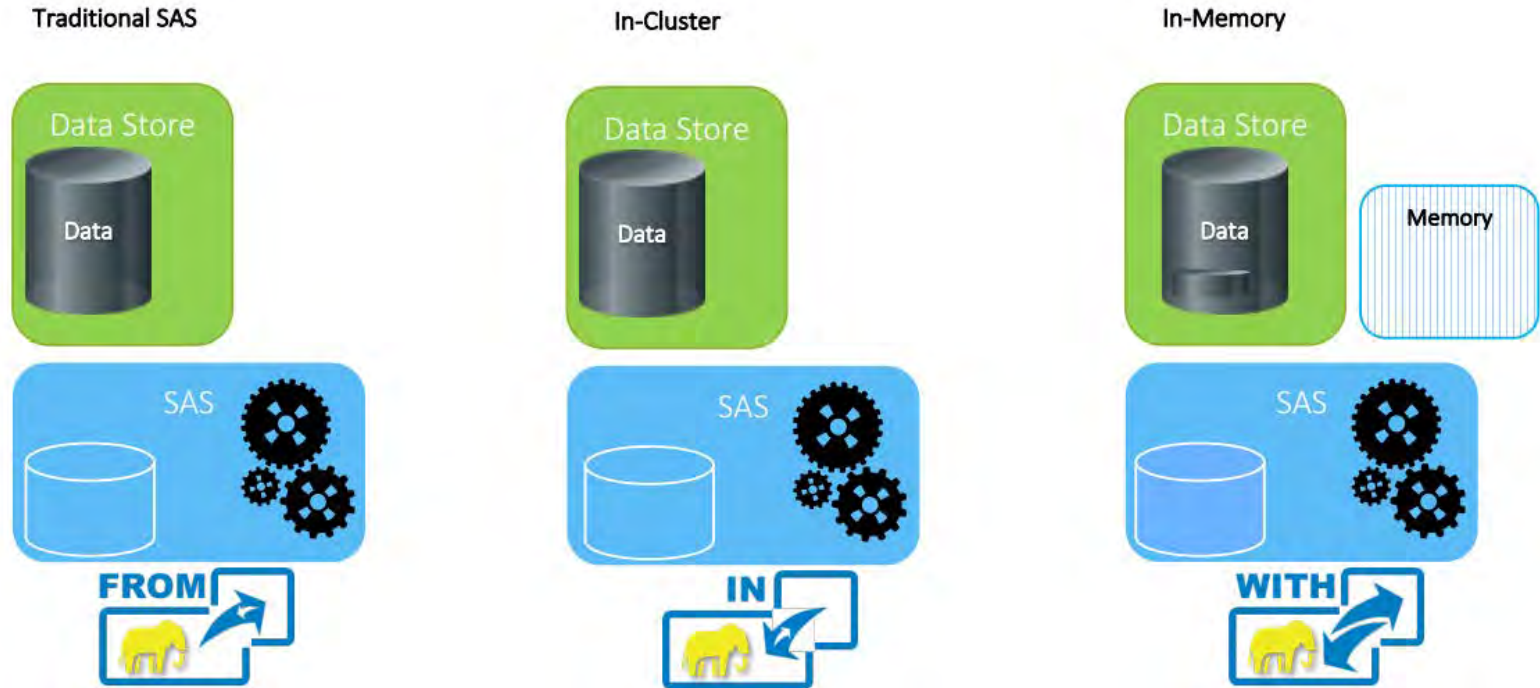 Traditional SAS
In-Cluster
In-Memory
Data Store
Data
Data Store
Data
Data Store
Data
Memory
SAS
SAS
SAS
FROM
IN
WITH